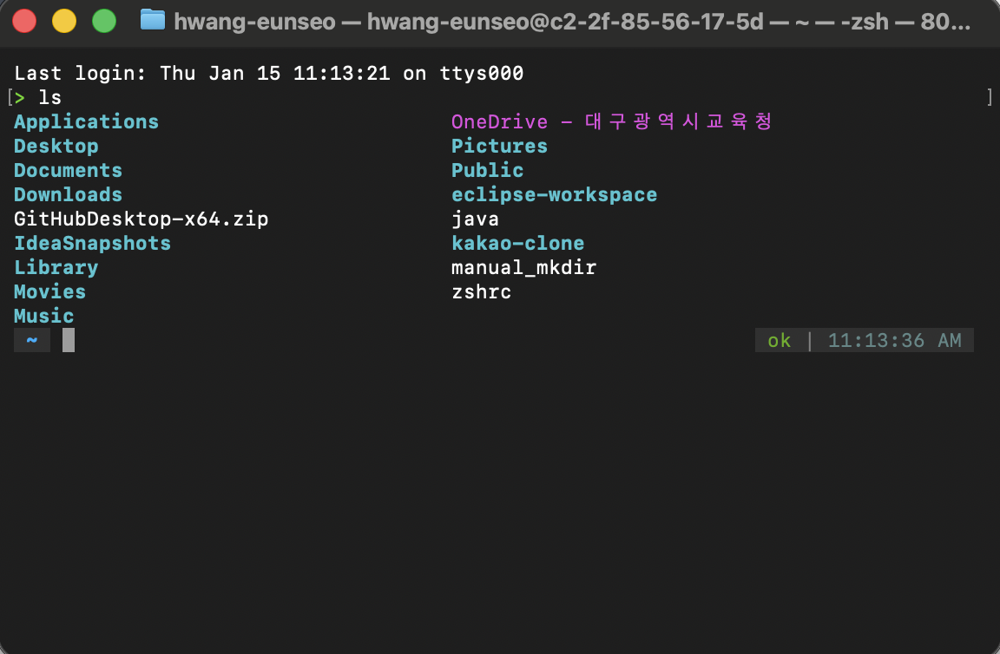 hwang-eunseo — hwang-eunseo@c2-2f-85-56-17-5d — ~ — -zsh — 80...
Last login: Thu Jan 15 11:13:21 on ttys000
[> ls ]
Applications OneDrive - 대구광역시교육청
Desktop Pictures
Documents Public
Downloads eclipse-workspace
GitHubDesktop-x64.zip java
IdeaSnapshots kakao-clone
Library manual_mkdir
Movies zshrc
Music
~ ok | 11:13:36 AM